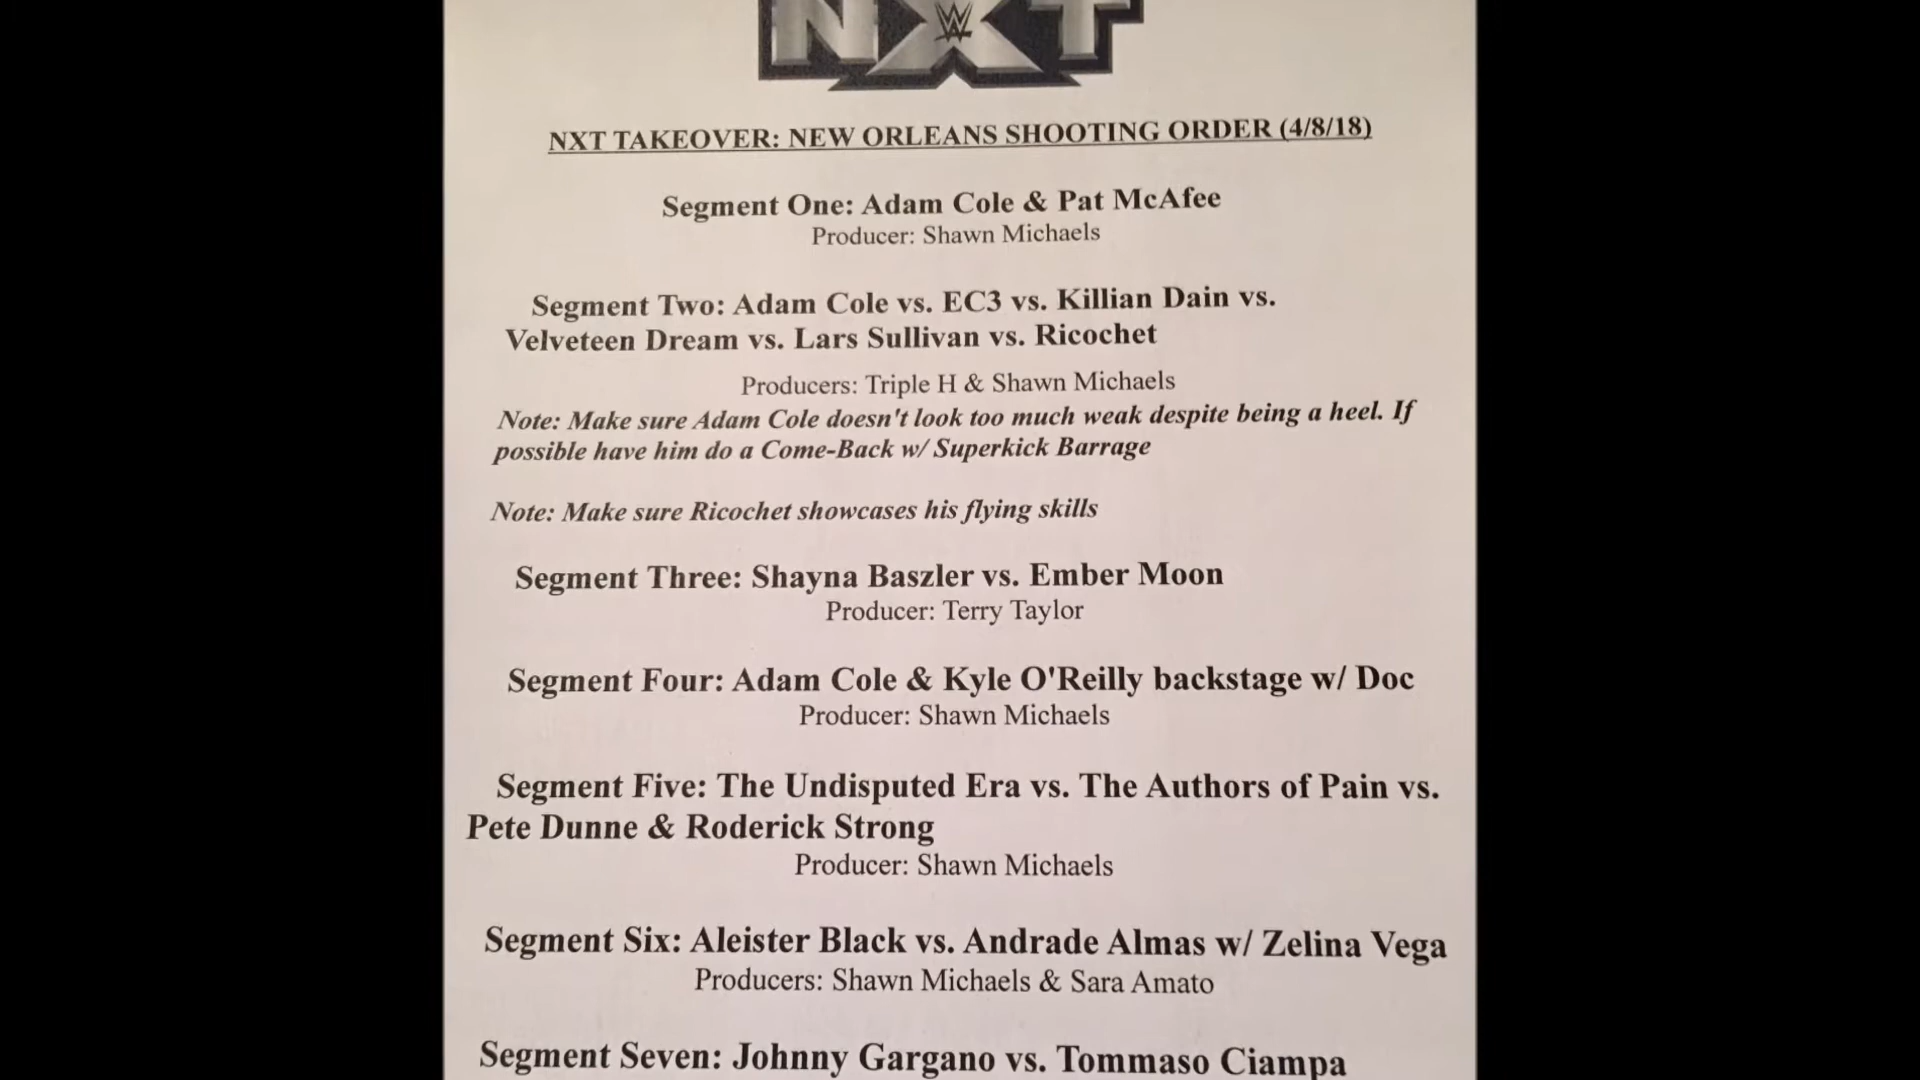 NXT
W
NXT TAKEOVER: NEW ORLEANS SHOOTING ORDER (4/8/18)
Segment One: Adam Cole & Pat McAfee
Producer: Shawn Michaels
Segment Two: Adam Cole vs. EC3 vs. Killian Dain vs.
Velveteen Dream vs. Lars Sullivan vs. Ricochet
Producers: Triple H & Shawn Michaels
Note: Make sure Adam Cole doesn't look too much weak despite being a heel. If
possible have him do a Come-Back w/ Superkick Barrage
Note: Make sure Ricochet showcases his flying skills
Segment Three: Shayna Baszler vs. Ember Moon
Producer: Terry Taylor
Segment Four: Adam Cole & Kyle O'Reilly backstage w/ Doc
Producer: Shawn Michaels
Segment Five: The Undisputed Era vs. The Authors of Pain vs.
Pete Dunne & Roderick Strong
Producer: Shawn Michaels
Segment Six: Aleister Black vs. Andrade Almas w/ Zelina Vega
Producers: Shawn Michaels & Sara Amato
Segment Seven: Johnny Gargano vs. Tommaso Ciampa